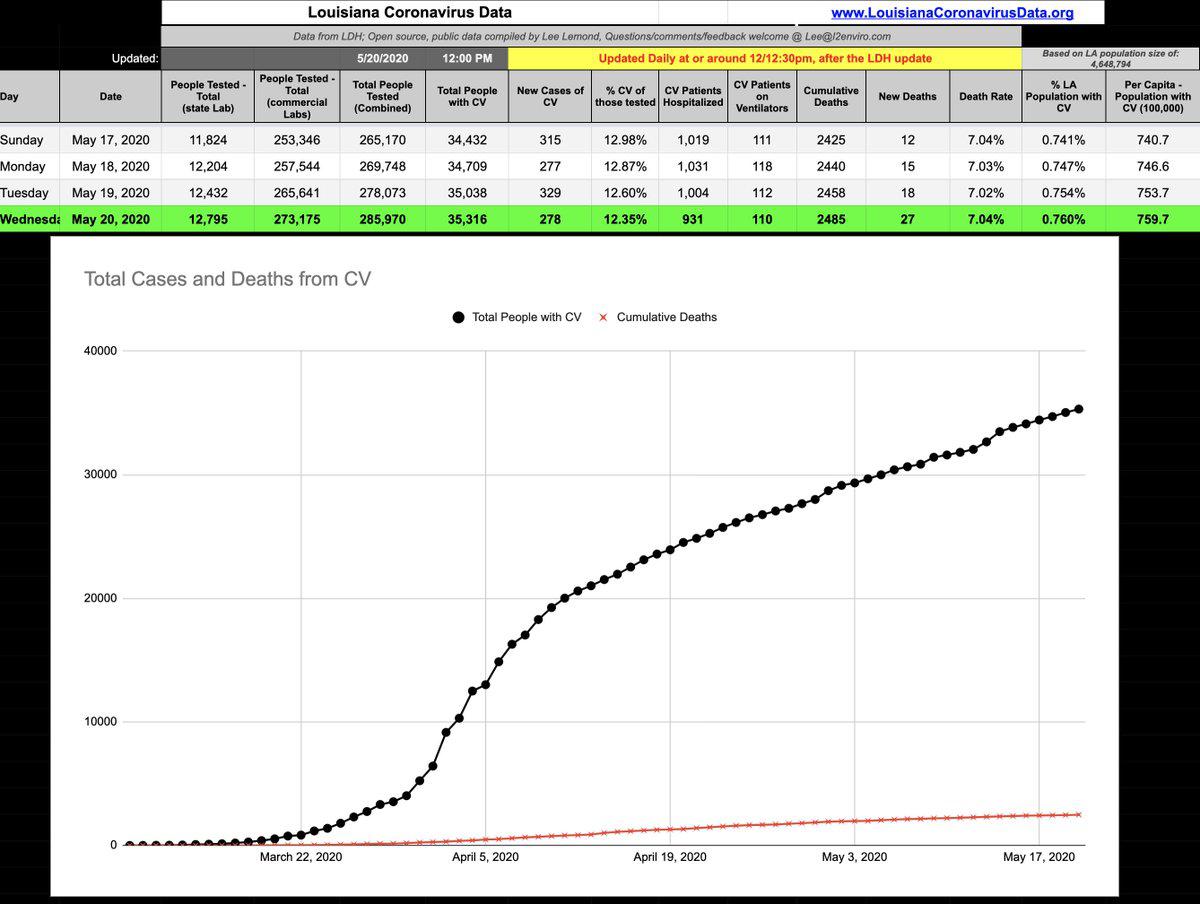 Louisiana Coronavirus Data www.LouisianaCoronavirusData.org
Data from LDH; Open source, public data compiled by Lee Lemond, Questions/comments/feedback welcome @ Lee@l2enviro.com
Updated: 5/20/2020 12:00 PM Updated Daily at or around 12/12:30pm, after the LDH update Based on LA population size of: 4,648,794
Day Date People Tested - Total (state Lab) People Tested - Total (commercial Labs) Total People Tested (Combined) Total People with CV New Cases of CV % CV of those tested CV Patients Hospitalized CV Patients on Ventilators Cumulative Deaths New Deaths Death Rate % LA Population with CV Per Capita - Population with CV (100,000)
Sunday May 17, 2020 11,824 253,346 265,170 34,432 315 12.98% 1,019 111 2425 12 7.04% 0.741% 740.7
Monday May 18, 2020 12,204 257,544 269,748 34,709 277 12.87% 1,031 118 2440 15 7.03% 0.747% 746.6
Tuesday May 19, 2020 12,432 265,641 278,073 35,038 329 12.60% 1,004 112 2458 18 7.02% 0.754% 753.7
Wednesda May 20, 2020 12,795 273,175 285,970 35,316 278 12.35% 931 110 2485 27 7.04% 0.760% 759.7
Total Cases and Deaths from CV
Total People with CV Cumulative Deaths
40000
30000
20000
10000
0
March 22, 2020 April 5, 2020 April 19, 2020 May 3, 2020 May 17, 2020